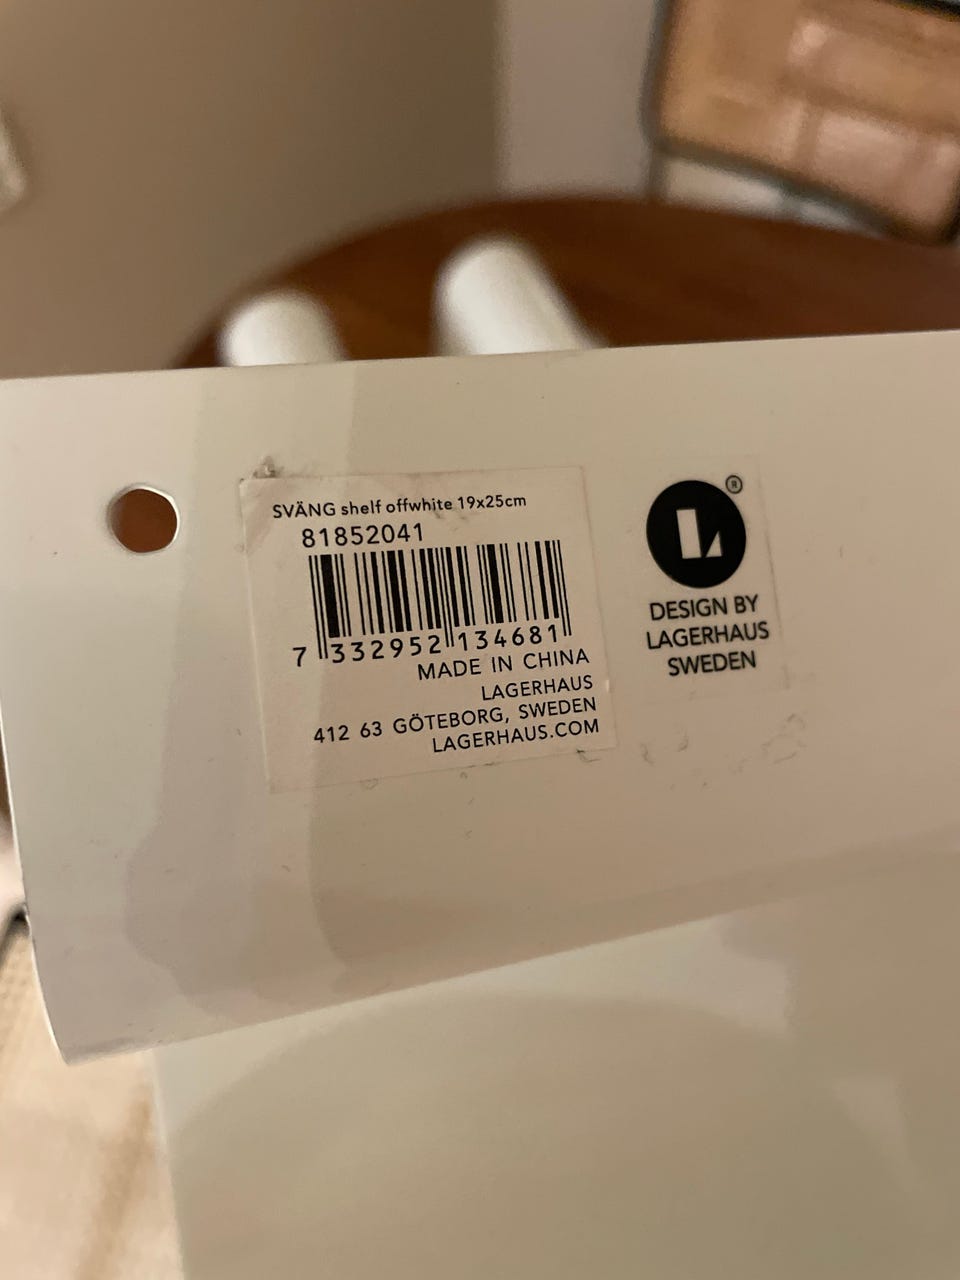 SVÄNG shelf offwhite 19x25cm
81852041
7 332952 134681
MADE IN CHINA
LAGERHAUS
412 63 GÖTEBORG, SWEDEN
LAGERHAUS.COM
L ®
DESIGN BY
LAGERHAUS
SWEDEN